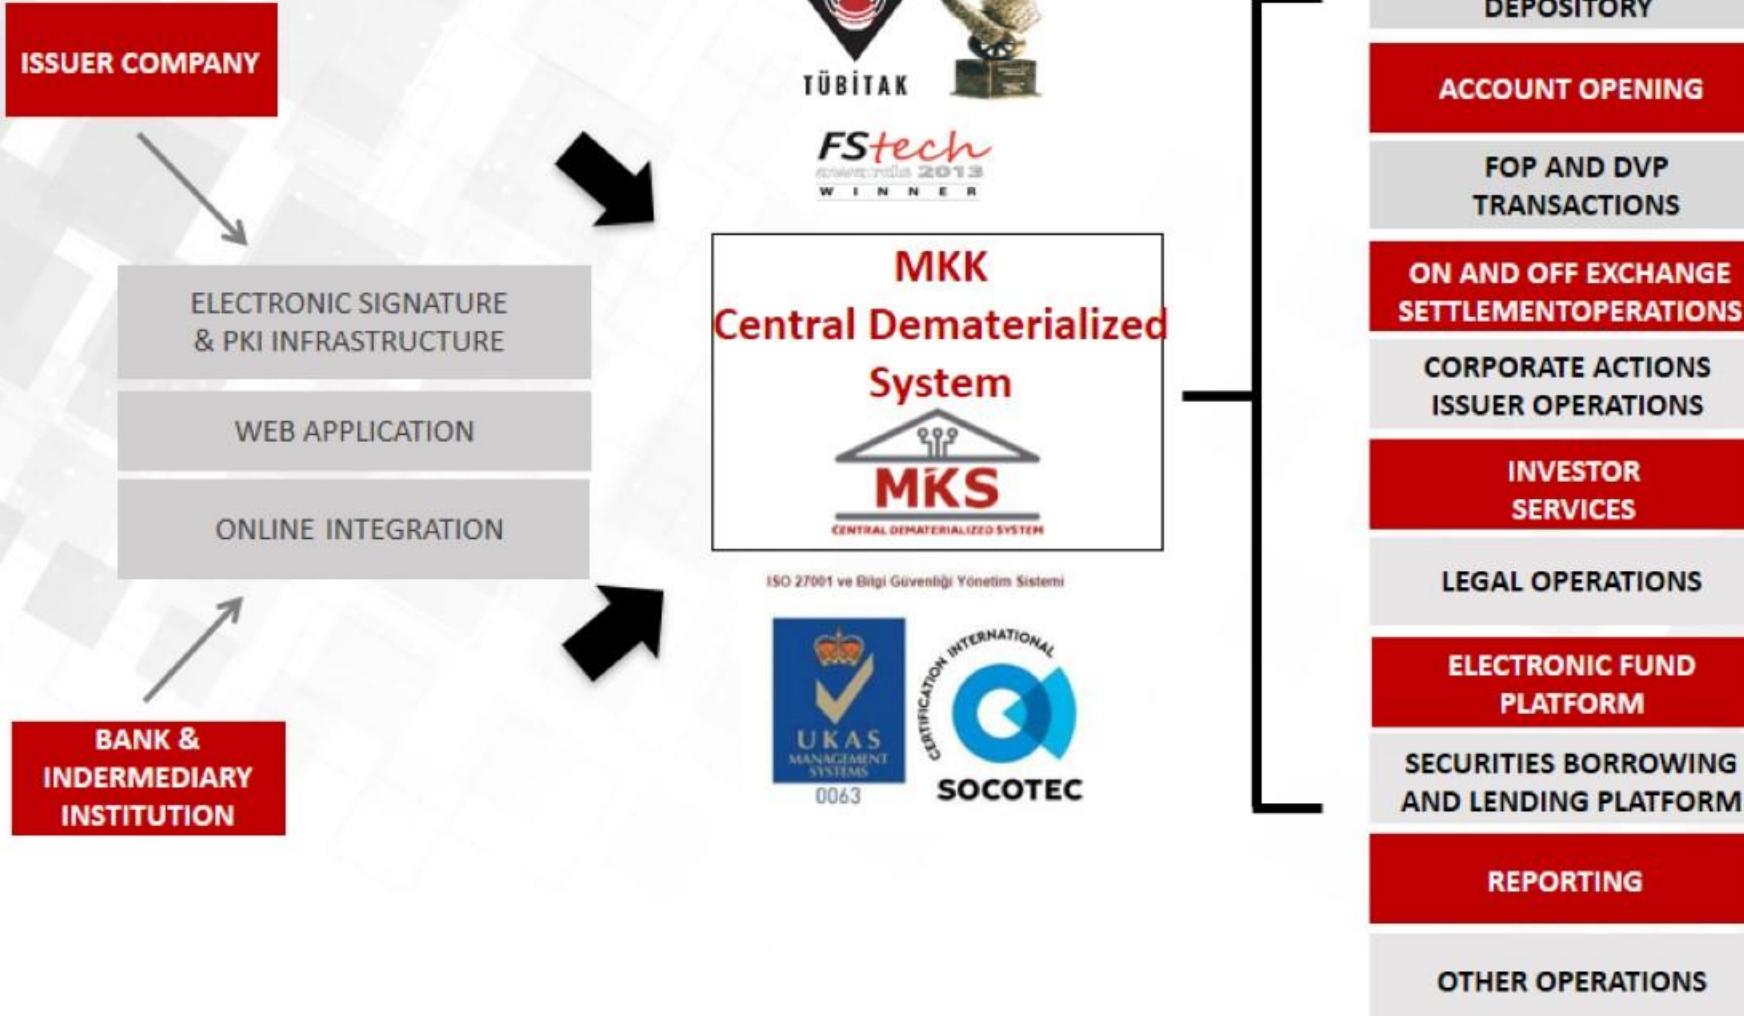 ISSUER COMPANY
ELECTRONIC SIGNATURE
& PKI INFRASTRUCTURE
WEB APPLICATION
ONLINE INTEGRATION
BANK &
INDERMEDIARY
INSTITUTION
TÜBİTAK
FStech
awards 2013
WINNER
MKK
Central Dematerialized
System
MKS
CENTRAL DEMATERIALIZED SYSTEM
ISO 27001 ve Bilgi Güvenliği Yönetim Sistemi
UKAS
MANAGEMENT
SYSTEMS
0063
CERTIFICATION INTERNATIONAL
SOCOTEC
DEPOSITORY
ACCOUNT OPENING
FOP AND DVP
TRANSACTIONS
ON AND OFF EXCHANGE
SETTLEMENTOPERATIONS
CORPORATE ACTIONS
ISSUER OPERATIONS
INVESTOR
SERVICES
LEGAL OPERATIONS
ELECTRONIC FUND
PLATFORM
SECURITIES BORROWING
AND LENDING PLATFORM
REPORTING
OTHER OPERATIONS